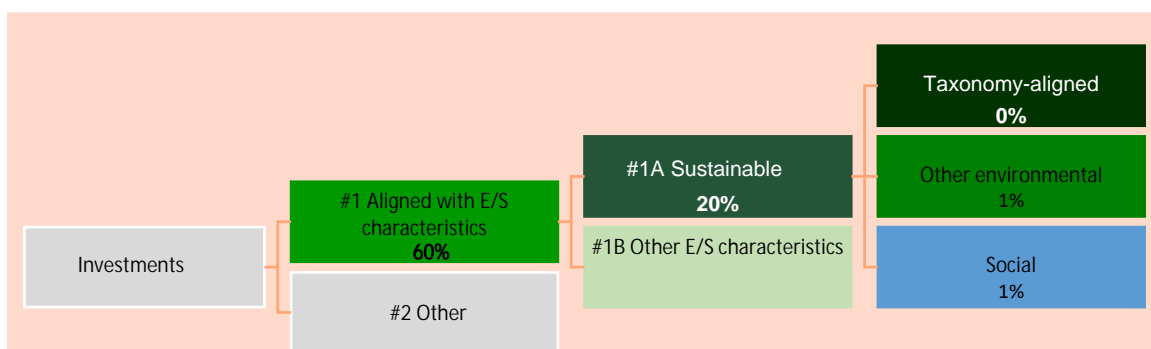 Investments
#1 Aligned with E/S
characteristics
60%
#2 Other
#1A Sustainable
20%
#1B Other E/S characteristics
Taxonomy-aligned
0%
Other environmental
1%
Social
1%